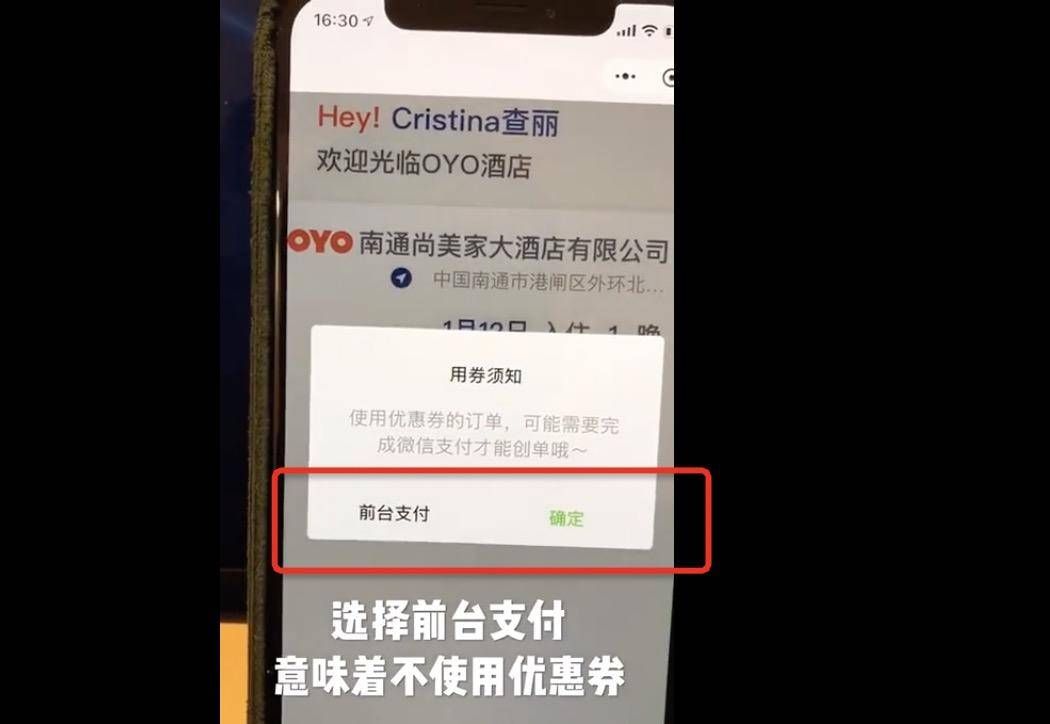 16:30
Hey! Cristina查丽
欢迎光临OYO酒店
OYO 南通尚美家大酒店有限公司
中国南通市港闸区外环北...
1月12日 入住 1 晚
用券须知
使用优惠券的订单，可能需要完
成微信支付才能创单哦～
前台支付 确定
选择前台支付
意味着不使用优惠券